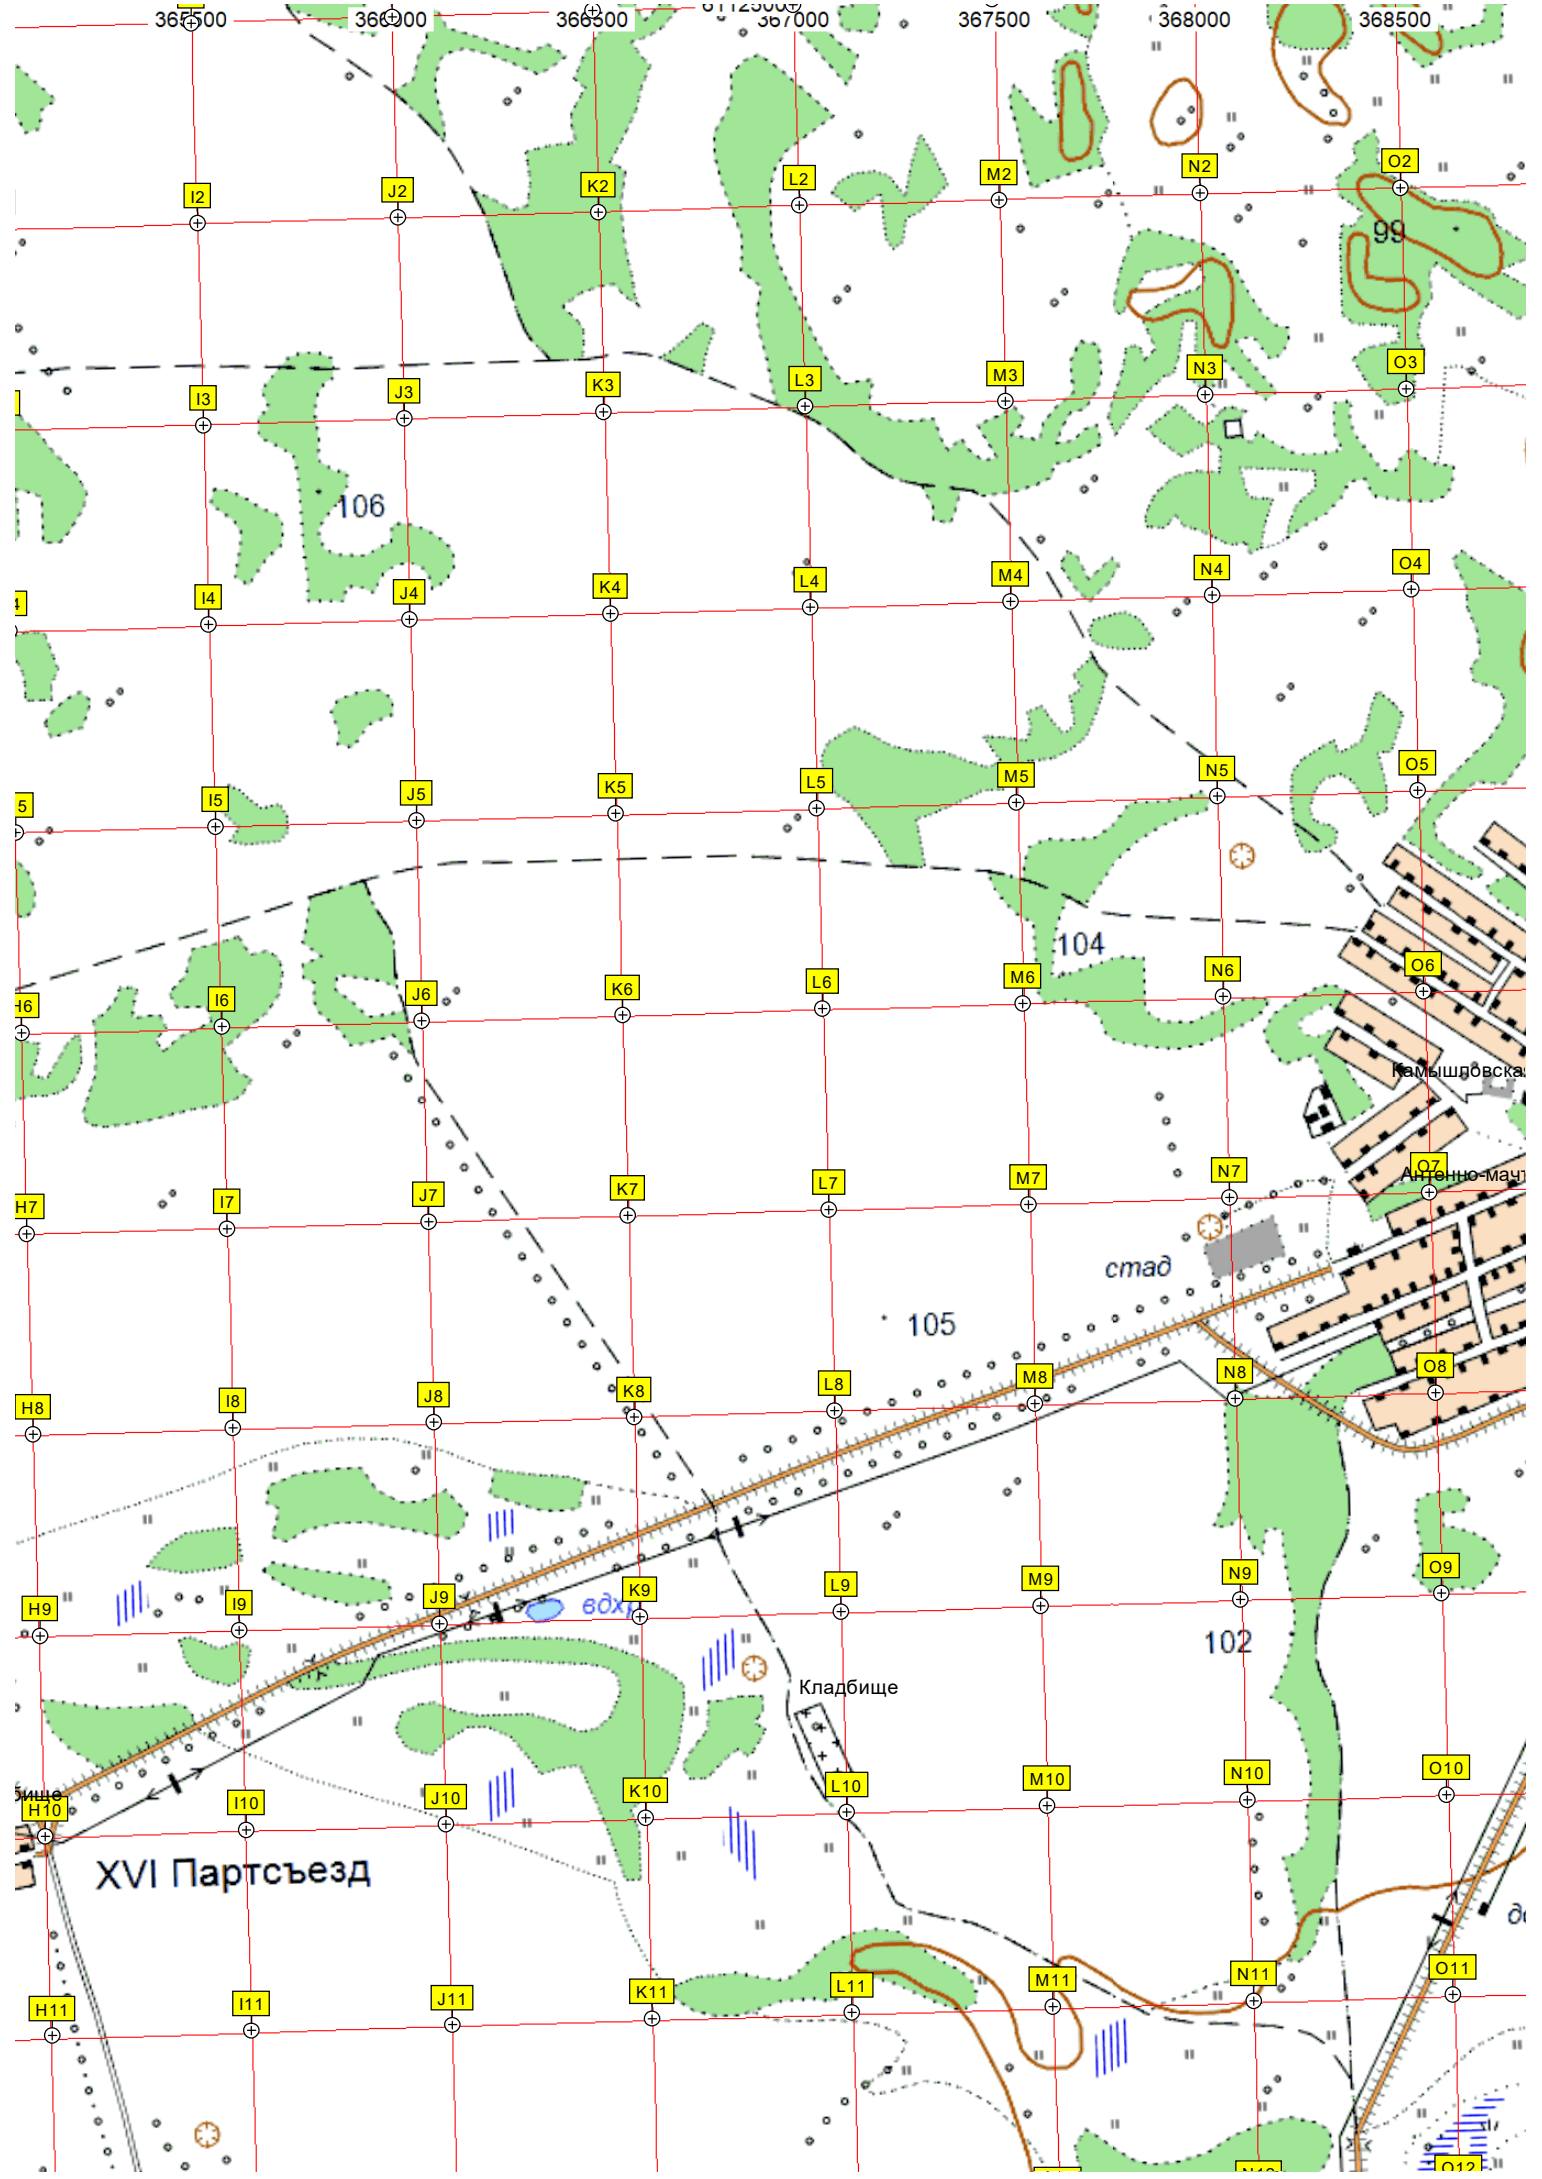 6112500
365500 366000 366500 367000 367500 368000 368500
I2 J2 K2 L2 M2 N2 O2
99
I3 J3 K3 L3 M3 N3 O3
106
I4 J4 K4 L4 M4 N4 O4
5 I5 J5 K5 L5 M5 N5 O5
104
H6 I6 J6 K6 L6 M6 N6 O6
Камышловска
Антенно-мачт
H7 I7 J7 K7 L7 M7 N7 O7
стад
105
H8 I8 J8 K8 L8 M8 N8 O8
H9 I9 J9 K9 L9 M9 N9 O9
вдхр
102
Кладбище
бище
H10 I10 J10 K10 L10 M10 N10 O10
XVI Партсъезд
H11 I11 J11 K11 L11 M11 N11 O11
O12